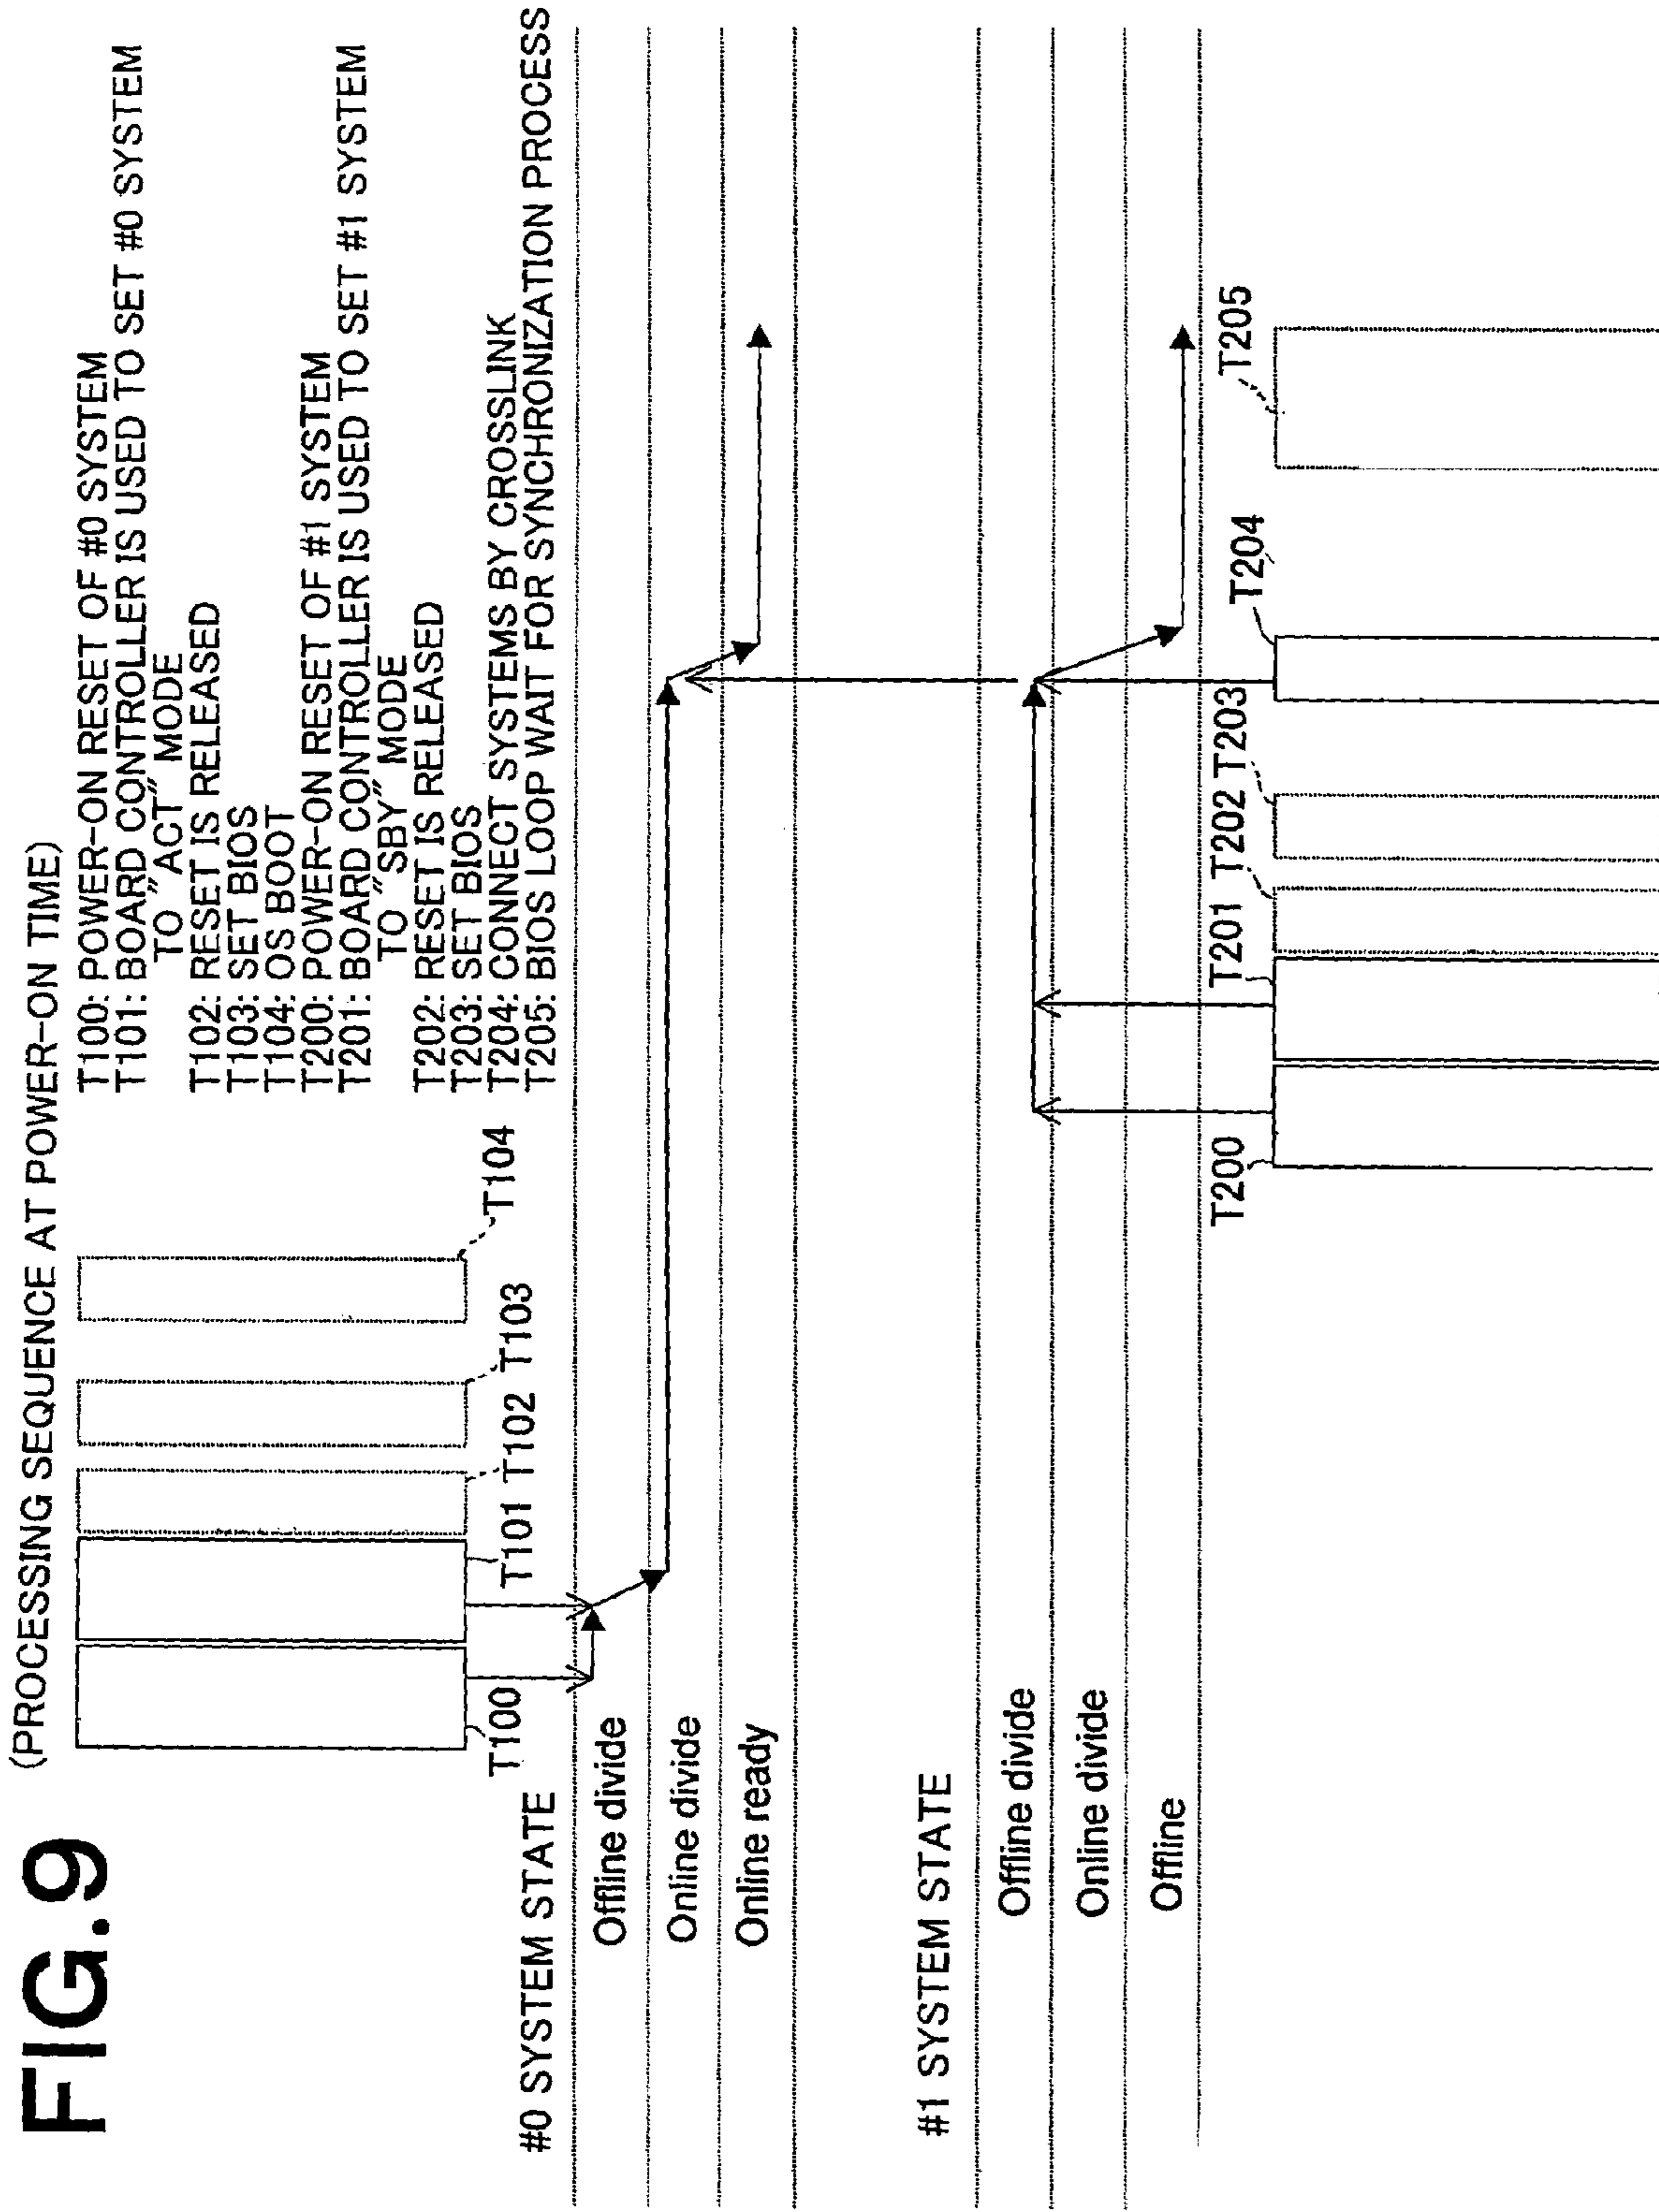 FIG.9
(PROCESSING SEQUENCE AT POWER-ON TIME)
T100: POWER-ON RESET OF #0 SYSTEM
T101: BOARD CONTROLLER IS USED TO SET #0 SYSTEM
TO "ACT" MODE
T102: RESET IS RELEASED
T103: SET BIOS
T104: OS BOOT
T200: POWER-ON RESET OF #1 SYSTEM
T201: BOARD CONTROLLER IS USED TO SET #1 SYSTEM
TO "SBY" MODE
T202: RESET IS RELEASED
T203: SET BIOS
T204: CONNECT SYSTEMS BY CROSSLINK
T205: BIOS LOOP WAIT FOR SYNCHRONIZATION PROCESS
T100
T101
T102
T103
T104
#0 SYSTEM STATE
Offline divide
Online divide
Online ready
#1 SYSTEM STATE
Offline divide
Online divide
Offline
T200
T201
T202
T203
T204
T205